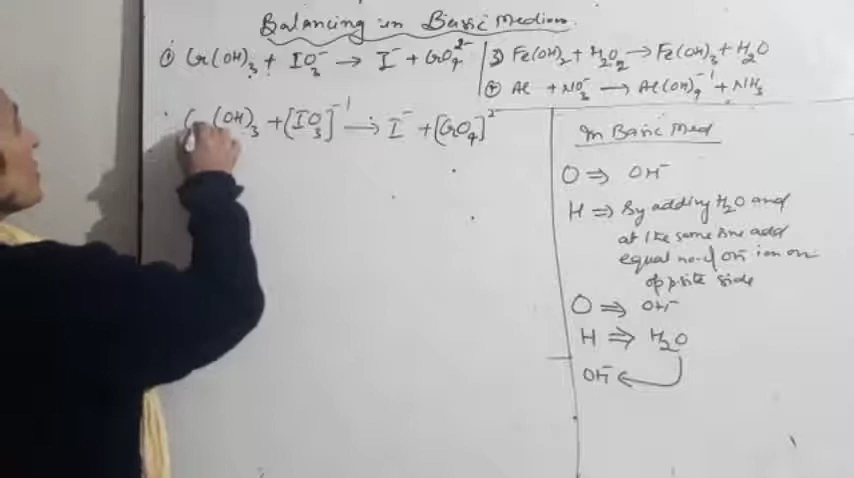 Balancing in Basic Medium
① Cr(OH)₃ + IO₃⁻ → I⁻ + CrO₄²⁻
③ Fe(OH)₂ + H₂O₂ → Fe(OH)₃ + H₂O
④ Al + NO₃⁻ → Al(OH)₄⁻¹ + NH₃
(OH)₃ + [IO₃]⁻¹ → I⁻ + [CrO₄]²⁻
In Basic Med
O ⇒ OH⁻
H ⇒ By adding H₂O and
at the same time add
equal no. of OH⁻ ion on
opposite side
O ⇒ OH⁻
H ⇒ H₂O
OH⁻ ←